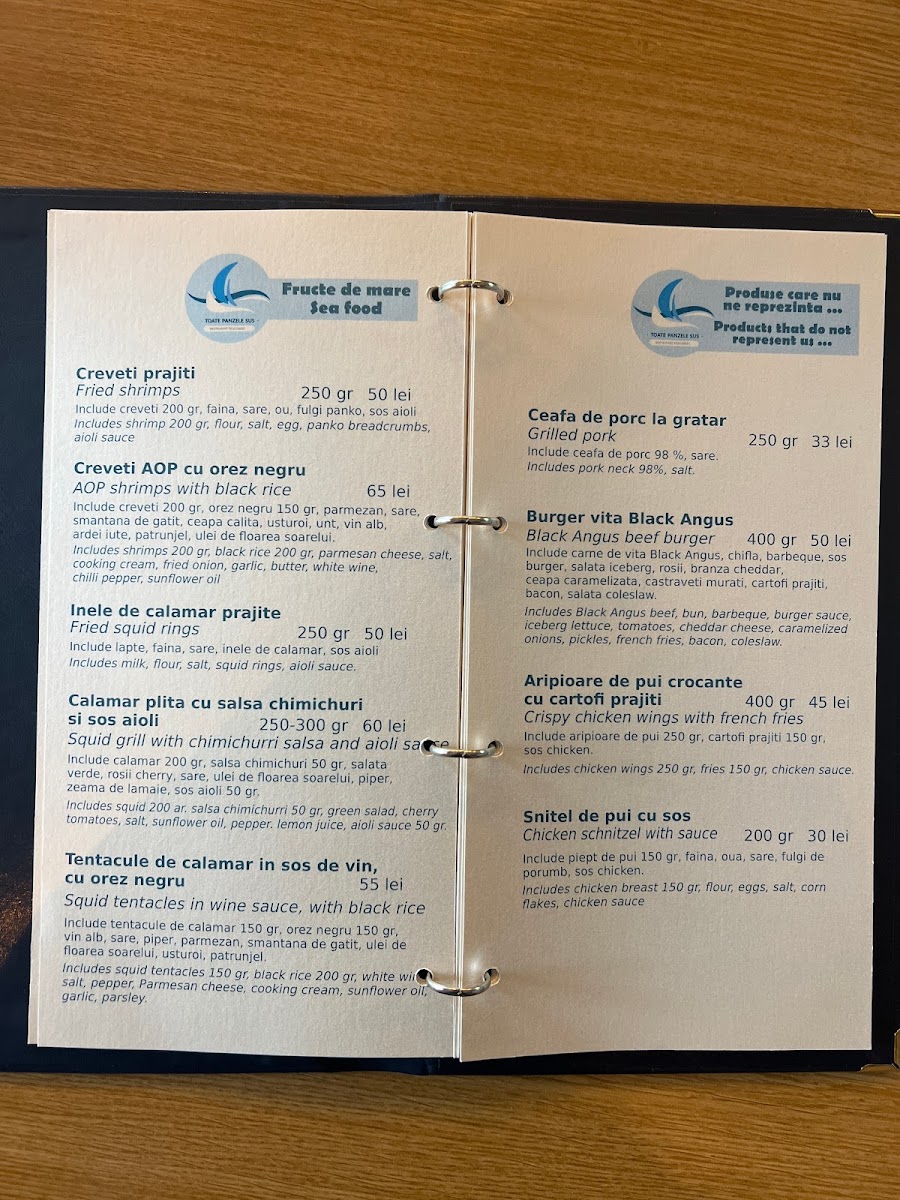 TOATE PANZELE SUS
Fructe de mare
Sea food
Creveti prajiti
Fried shrimps 250 gr 50 lei
Include creveti 200 gr, faina, sare, ou, fulgi panko, sos aioli
Includes shrimp 200 gr, flour, salt, egg, panko breadcrumbs,
aioli sauce
Creveti AOP cu orez negru
AOP shrimps with black rice 65 lei
Include creveti 200 gr, orez negru 150 gr, parmezan, sare,
smantana de gatit, ceapa calita, usturoi, unt, vin alb,
ardei iute, patrunjel, ulei de floarea soarelui.
Includes shrimps 200 gr, black rice 200 gr, parmesan cheese, salt,
cooking cream, fried onion, garlic, butter, white wine,
chilli pepper, sunflower oil
Inele de calamar prajite
Fried squid rings 250 gr 50 lei
Include lapte, faina, sare, inele de calamar, sos aioli
Includes milk, flour, salt, squid rings, aioli sauce.
Calamar plita cu salsa chimichuri
si sos aioli 250-300 gr 60 lei
Squid grill with chimichurri salsa and aioli sauce
Include calamar 200 gr, salsa chimichuri 50 gr, salata
verde, rosii cherry, sare, ulei de floarea soarelui, piper,
zeama de lamaie, sos aioli 50 gr.
Includes squid 200 ar. salsa chimichurri 50 gr, green salad, cherry
tomatoes, salt, sunflower oil, pepper. lemon juice, aioli sauce 50 gr.
Tentacule de calamar in sos de vin,
cu orez negru 55 lei
Squid tentacles in wine sauce, with black rice
Include tentacule de calamar 150 gr, orez negru 150 gr,
vin alb, sare, piper, parmezan, smantana de gatit, ulei de
floarea soarelui, usturoi, patrunjel.
Includes squid tentacles 150 gr, black rice 200 gr, white wine,
salt, pepper, Parmesan cheese, cooking cream, sunflower oil,
garlic, parsley.
TOATE PANZELE SUS
Produse care nu
ne reprezinta ...
Products that do not
represent us ...
Ceafa de porc la gratar
Grilled pork 250 gr 33 lei
Include ceafa de porc 98 %, sare.
Includes pork neck 98%, salt.
Burger vita Black Angus
Black Angus beef burger 400 gr 50 lei
Include carne de vita Black Angus, chifla, barbeque, sos
burger, salata iceberg, rosii, branza cheddar,
ceapa caramelizata, castraveti murati, cartofi prajiti,
bacon, salata coleslaw.
Includes Black Angus beef, bun, barbeque, burger sauce,
iceberg lettuce, tomatoes, cheddar cheese, caramelized
onions, pickles, french fries, bacon, coleslaw.
Aripioare de pui crocante
cu cartofi prajiti 400 gr 45 lei
Crispy chicken wings with french fries
Include aripioare de pui 250 gr, cartofi prajiti 150 gr,
sos chicken.
Includes chicken wings 250 gr, fries 150 gr, chicken sauce.
Snitel de pui cu sos
Chicken schnitzel with sauce 200 gr 30 lei
Include piept de pui 150 gr, faina, oua, sare, fulgi de
porumb, sos chicken.
Includes chicken breast 150 gr, flour, eggs, salt, corn
flakes, chicken sauce